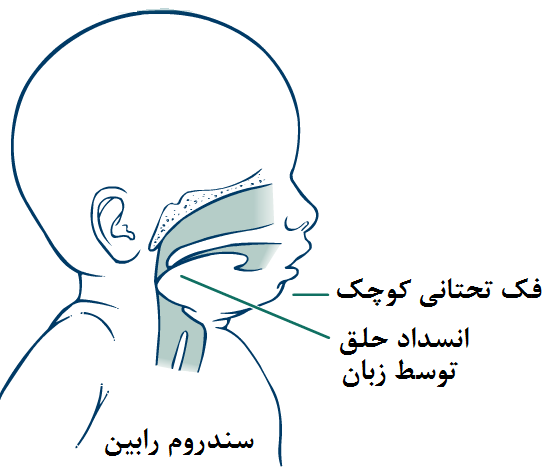 فک تحتانی کوچک
انسداد حلق
توسط زبان
سندروم رابین